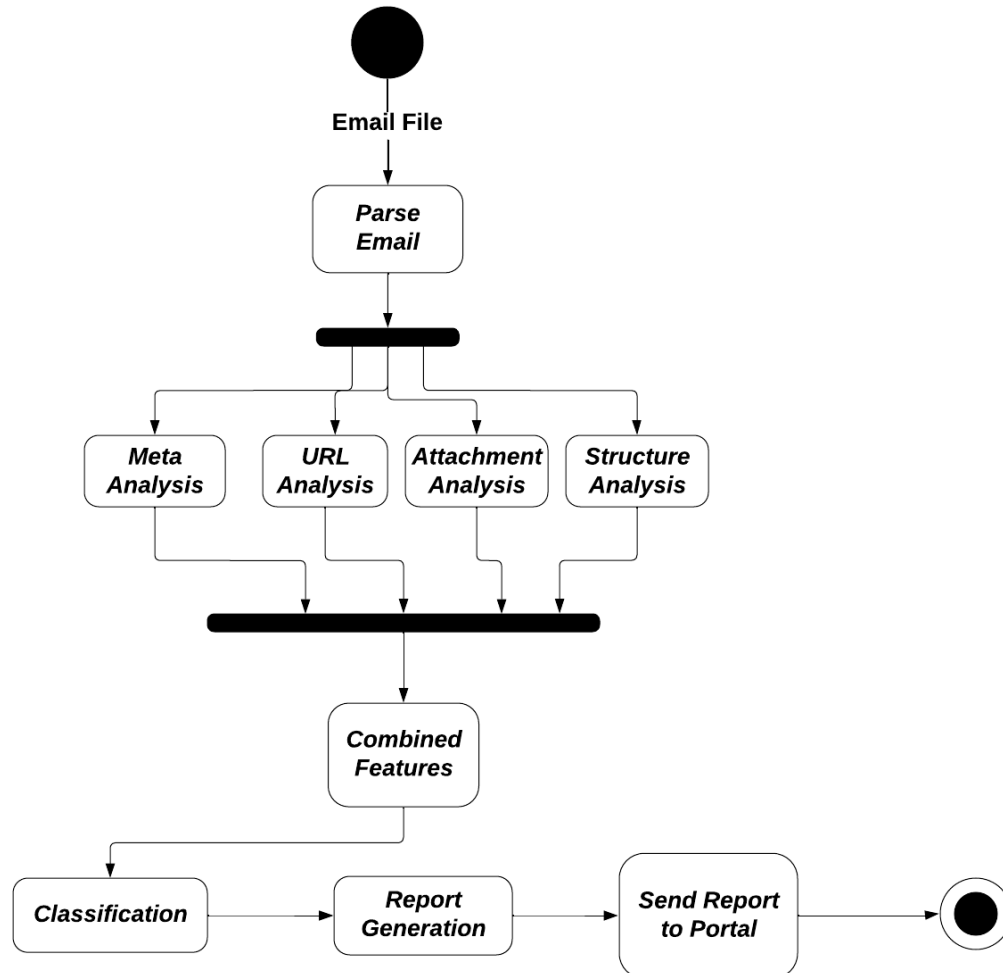 Email File
Parse
Email
Meta
Analysis
URL
Analysis
Attachment
Analysis
Structure
Analysis
Combined
Features
Classification
Report
Generation
Send Report
to Portal